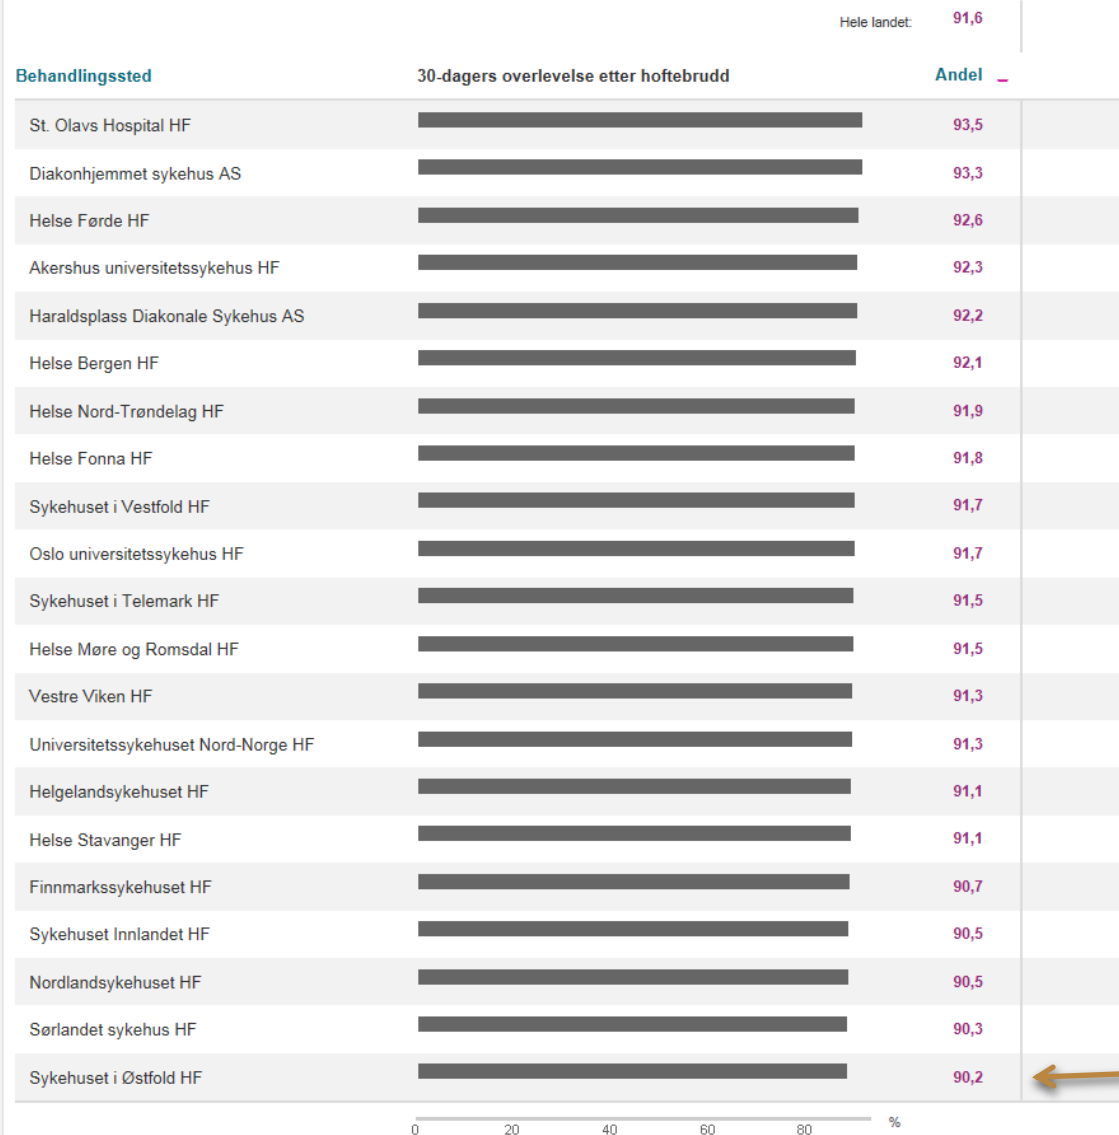 Hele landet: 91,6
Behandlingssted 30-dagers overlevelse etter hoftebrudd Andel
St. Olavs Hospital HF 93,5
Diakonhjemmet sykehus AS 93,3
Helse Førde HF 92,6
Akershus universitetssykehus HF 92,3
Haraldsplass Diakonale Sykehus AS 92,2
Helse Bergen HF 92,1
Helse Nord-Trøndelag HF 91,9
Helse Fonna HF 91,8
Sykehuset i Vestfold HF 91,7
Oslo universitetssykehus HF 91,7
Sykehuset i Telemark HF 91,5
Helse Møre og Romsdal HF 91,5
Vestre Viken HF 91,3
Universitetssykehuset Nord-Norge HF 91,3
Helgelandsykehuset HF 91,1
Helse Stavanger HF 91,1
Finnmarkssykehuset HF 90,7
Sykehuset Innlandet HF 90,5
Nordlandsykehuset HF 90,5
Sørlandet sykehus HF 90,3
Sykehuset i Østfold HF 90,2
0 20 40 60 80 %